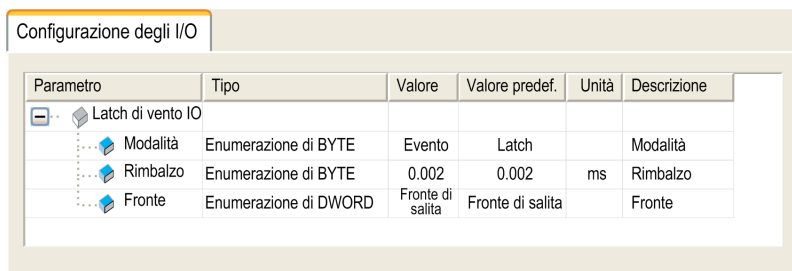 Configurazione degli I/O
Parametro Tipo Valore Valore predef. Unità Descrizione
Latch di vento IO
Modalità Enumerazione di BYTE Evento Latch Modalità
Rimbalzo Enumerazione di BYTE 0.002 0.002 ms Rimbalzo
Fronte Enumerazione di DWORD Fronte di salita Fronte di salita Fronte